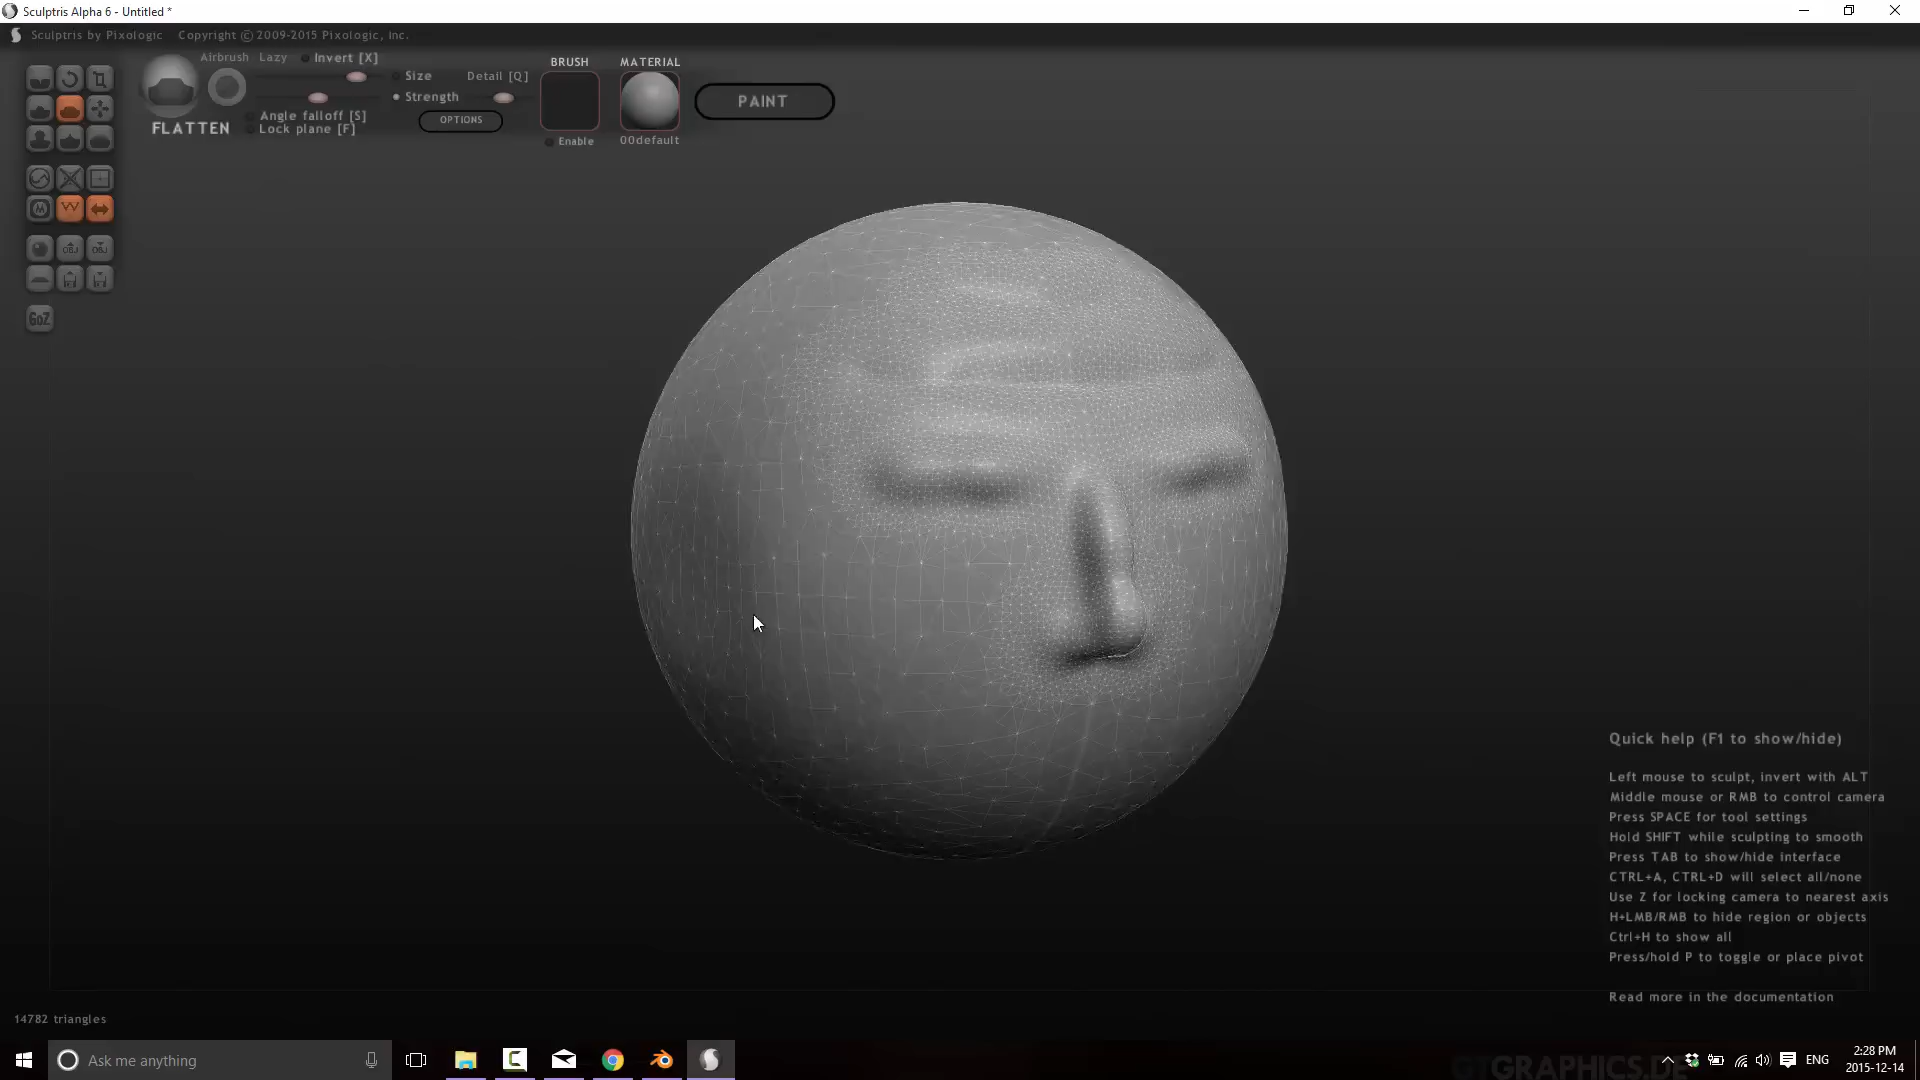 Sculptris Alpha 6 - Untitled *
Sculptris by Pixologic Copyright © 2009-2015 Pixologic, Inc.
Airbrush Lazy Invert [X]
Size Detail [Q]
Strength
Angle falloff [S]
Lock plane [F]
FLATTEN
OPTIONS
BRUSH
Enable
MATERIAL
00default
PAINT
OBJ OBJ
GoZ
Quick help (F1 to show/hide)
Left mouse to sculpt, invert with ALT
Middle mouse or RMB to control camera
Press SPACE for tool settings
Hold SHIFT while sculpting to smooth
Press TAB to show/hide interface
CTRL+A, CTRL+D will select all/none
Use Z for locking camera to nearest axis
H+LMB/RMB to hide region or objects
Ctrl+H to show all
Press/hold P to toggle or place pivot
Read more in the documentation
14782 triangles
Ask me anything
GTGRAPHICS.DE
ENG
2:28 PM
2015-12-14